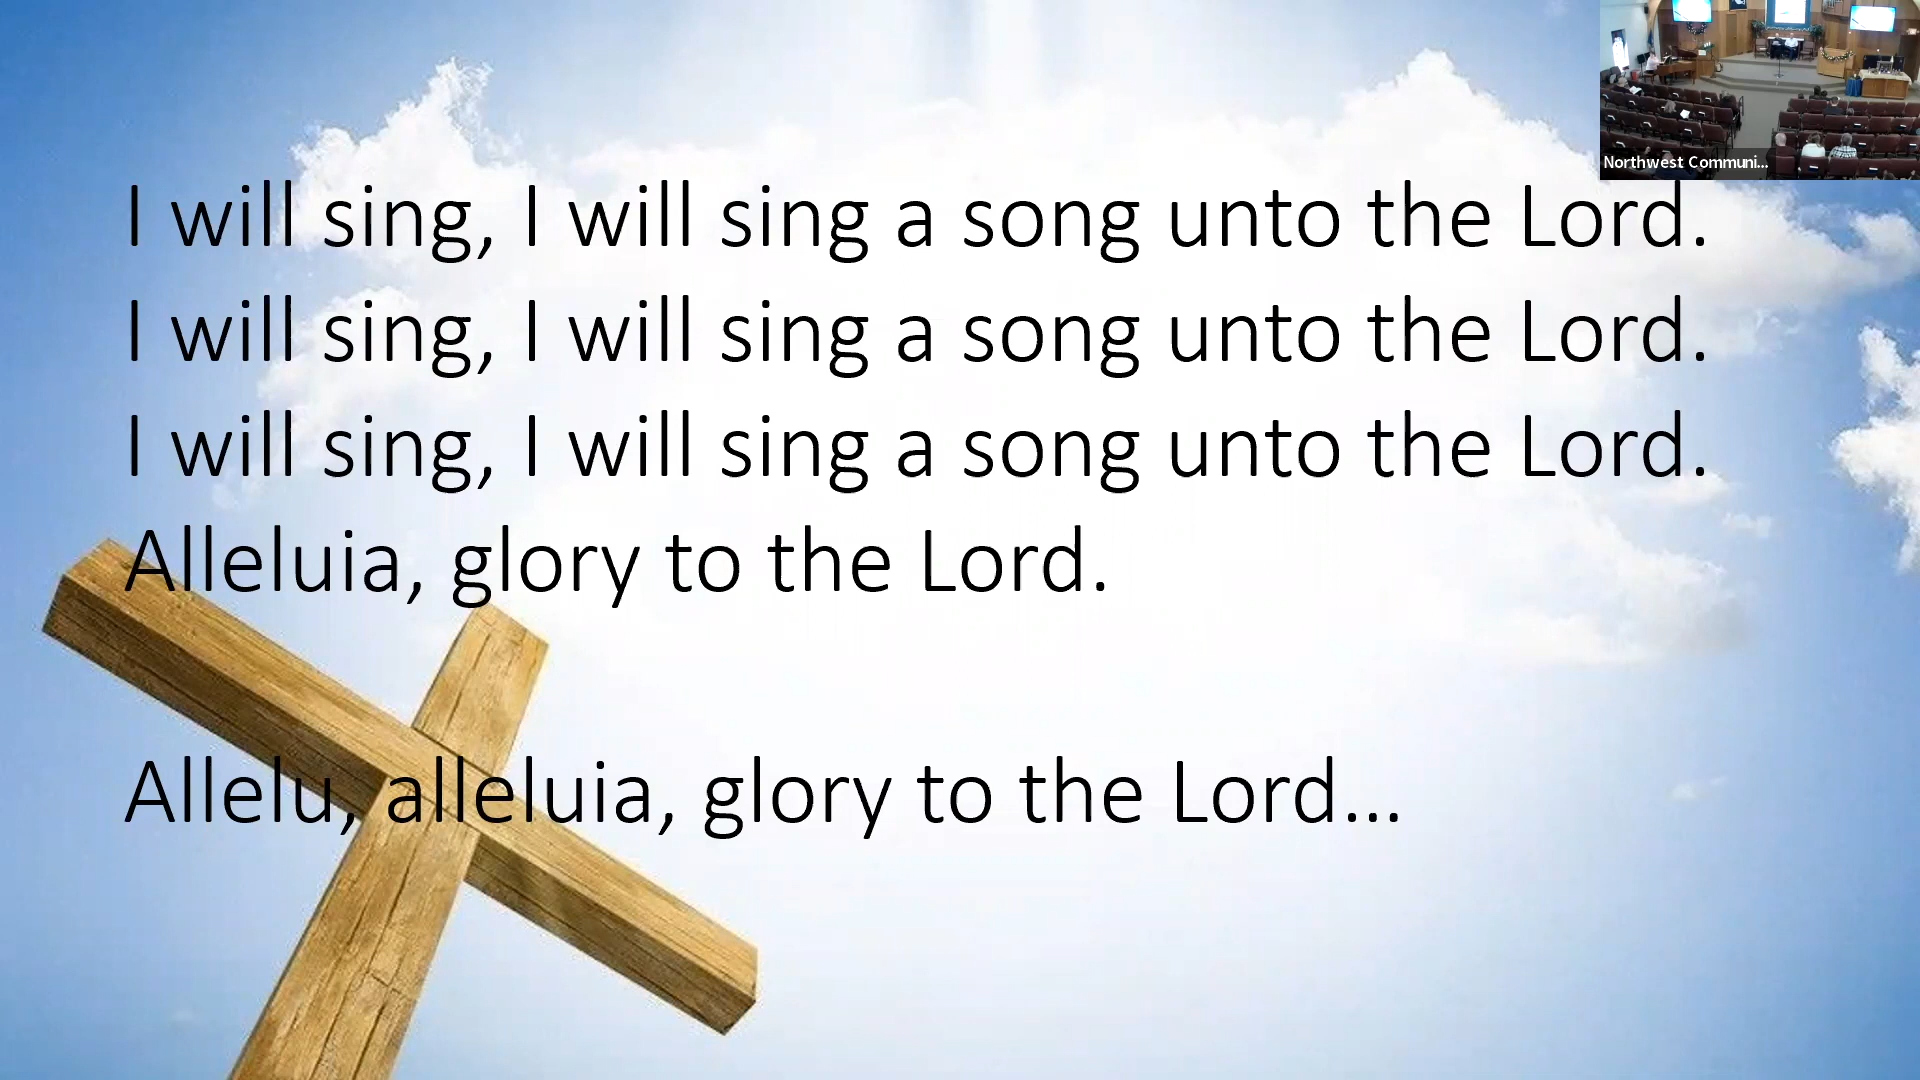 Northwest Communi...
I will sing, I will sing a song unto the Lord.
I will sing, I will sing a song unto the Lord.
I will sing, I will sing a song unto the Lord.
Alleluia, glory to the Lord.
Allelu, alleluia, glory to the Lord...